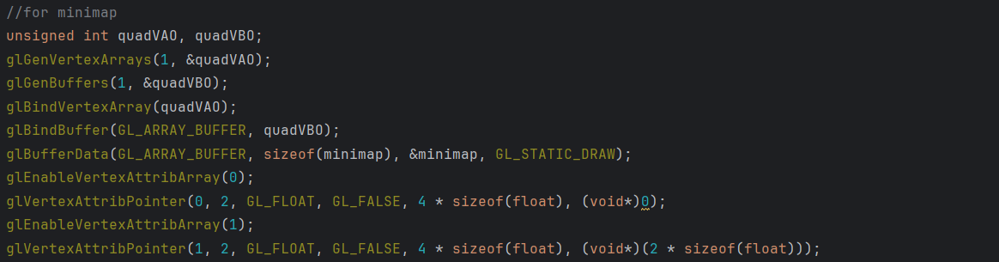 //for minimap
unsigned int quadVAO, quadVBO;
glGenVertexArrays(1, &quadVAO);
glGenBuffers(1, &quadVBO);
glBindVertexArray(quadVAO);
glBindBuffer(GL_ARRAY_BUFFER, quadVBO);
glBufferData(GL_ARRAY_BUFFER, sizeof(minimap), &minimap, GL_STATIC_DRAW);
glEnableVertexAttribArray(0);
glVertexAttribPointer(0, 2, GL_FLOAT, GL_FALSE, 4 * sizeof(float), (void*)0);
glEnableVertexAttribArray(1);
glVertexAttribPointer(1, 2, GL_FLOAT, GL_FALSE, 4 * sizeof(float), (void*)(2 * sizeof(float)));